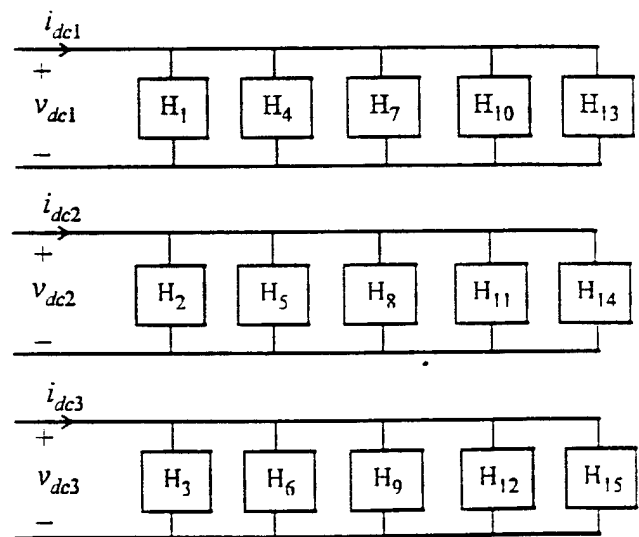 i_dc1
+
v_dc1
−
H_1 H_4 H_7 H_10 H_13
i_dc2
+
v_dc2
−
H_2 H_5 H_8 H_11 H_14
i_dc3
+
v_dc3
−
H_3 H_6 H_9 H_12 H_15